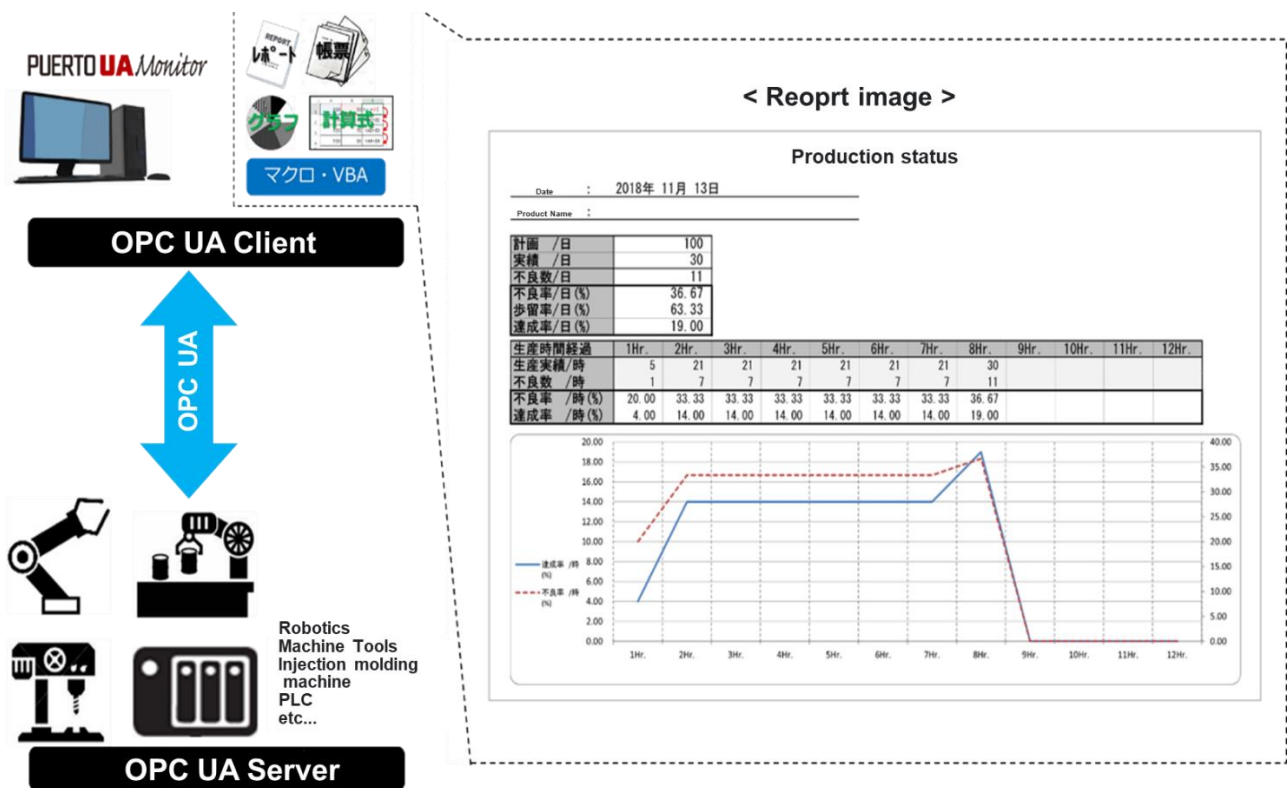 PUERTO UA Monitor
REPORT
レポート
帳票
グラフ
計算式
マクロ・VBA
OPC UA Client
OPC UA
Robotics
Machine Tools
Injection molding
machine
PLC
etc...
OPC UA Server
< Reoprt image >
Production status
Date : 2018年 11月 13日
Product Name :
計画 /日 100
実績 /日 30
不良数/日 11
不良率/日(%) 36.67
歩留率/日(%) 63.33
達成率/日(%) 19.00
生産時間経過 1Hr. 2Hr. 3Hr. 4Hr. 5Hr. 6Hr. 7Hr. 8Hr. 9Hr. 10Hr. 11Hr. 12Hr.
生産実績/時 5 21 21 21 21 21 21 30
不良数 /時 1 7 7 7 7 7 7 11
不良率 /時(%) 20.00 33.33 33.33 33.33 33.33 33.33 33.33 36.67
達成率 /時(%) 4.00 14.00 14.00 14.00 14.00 14.00 14.00 19.00
20.00 40.00
18.00 35.00
16.00 30.00
14.00 25.00
12.00
10.00 20.00
8.00 15.00
6.00 10.00
4.00
2.00 5.00
0.00 0.00
達成率 /時
(%)
不良率 /時
(%)
1Hr. 2Hr. 3Hr. 4Hr. 5Hr. 6Hr. 7Hr. 8Hr. 9Hr. 10Hr. 11Hr. 12Hr.